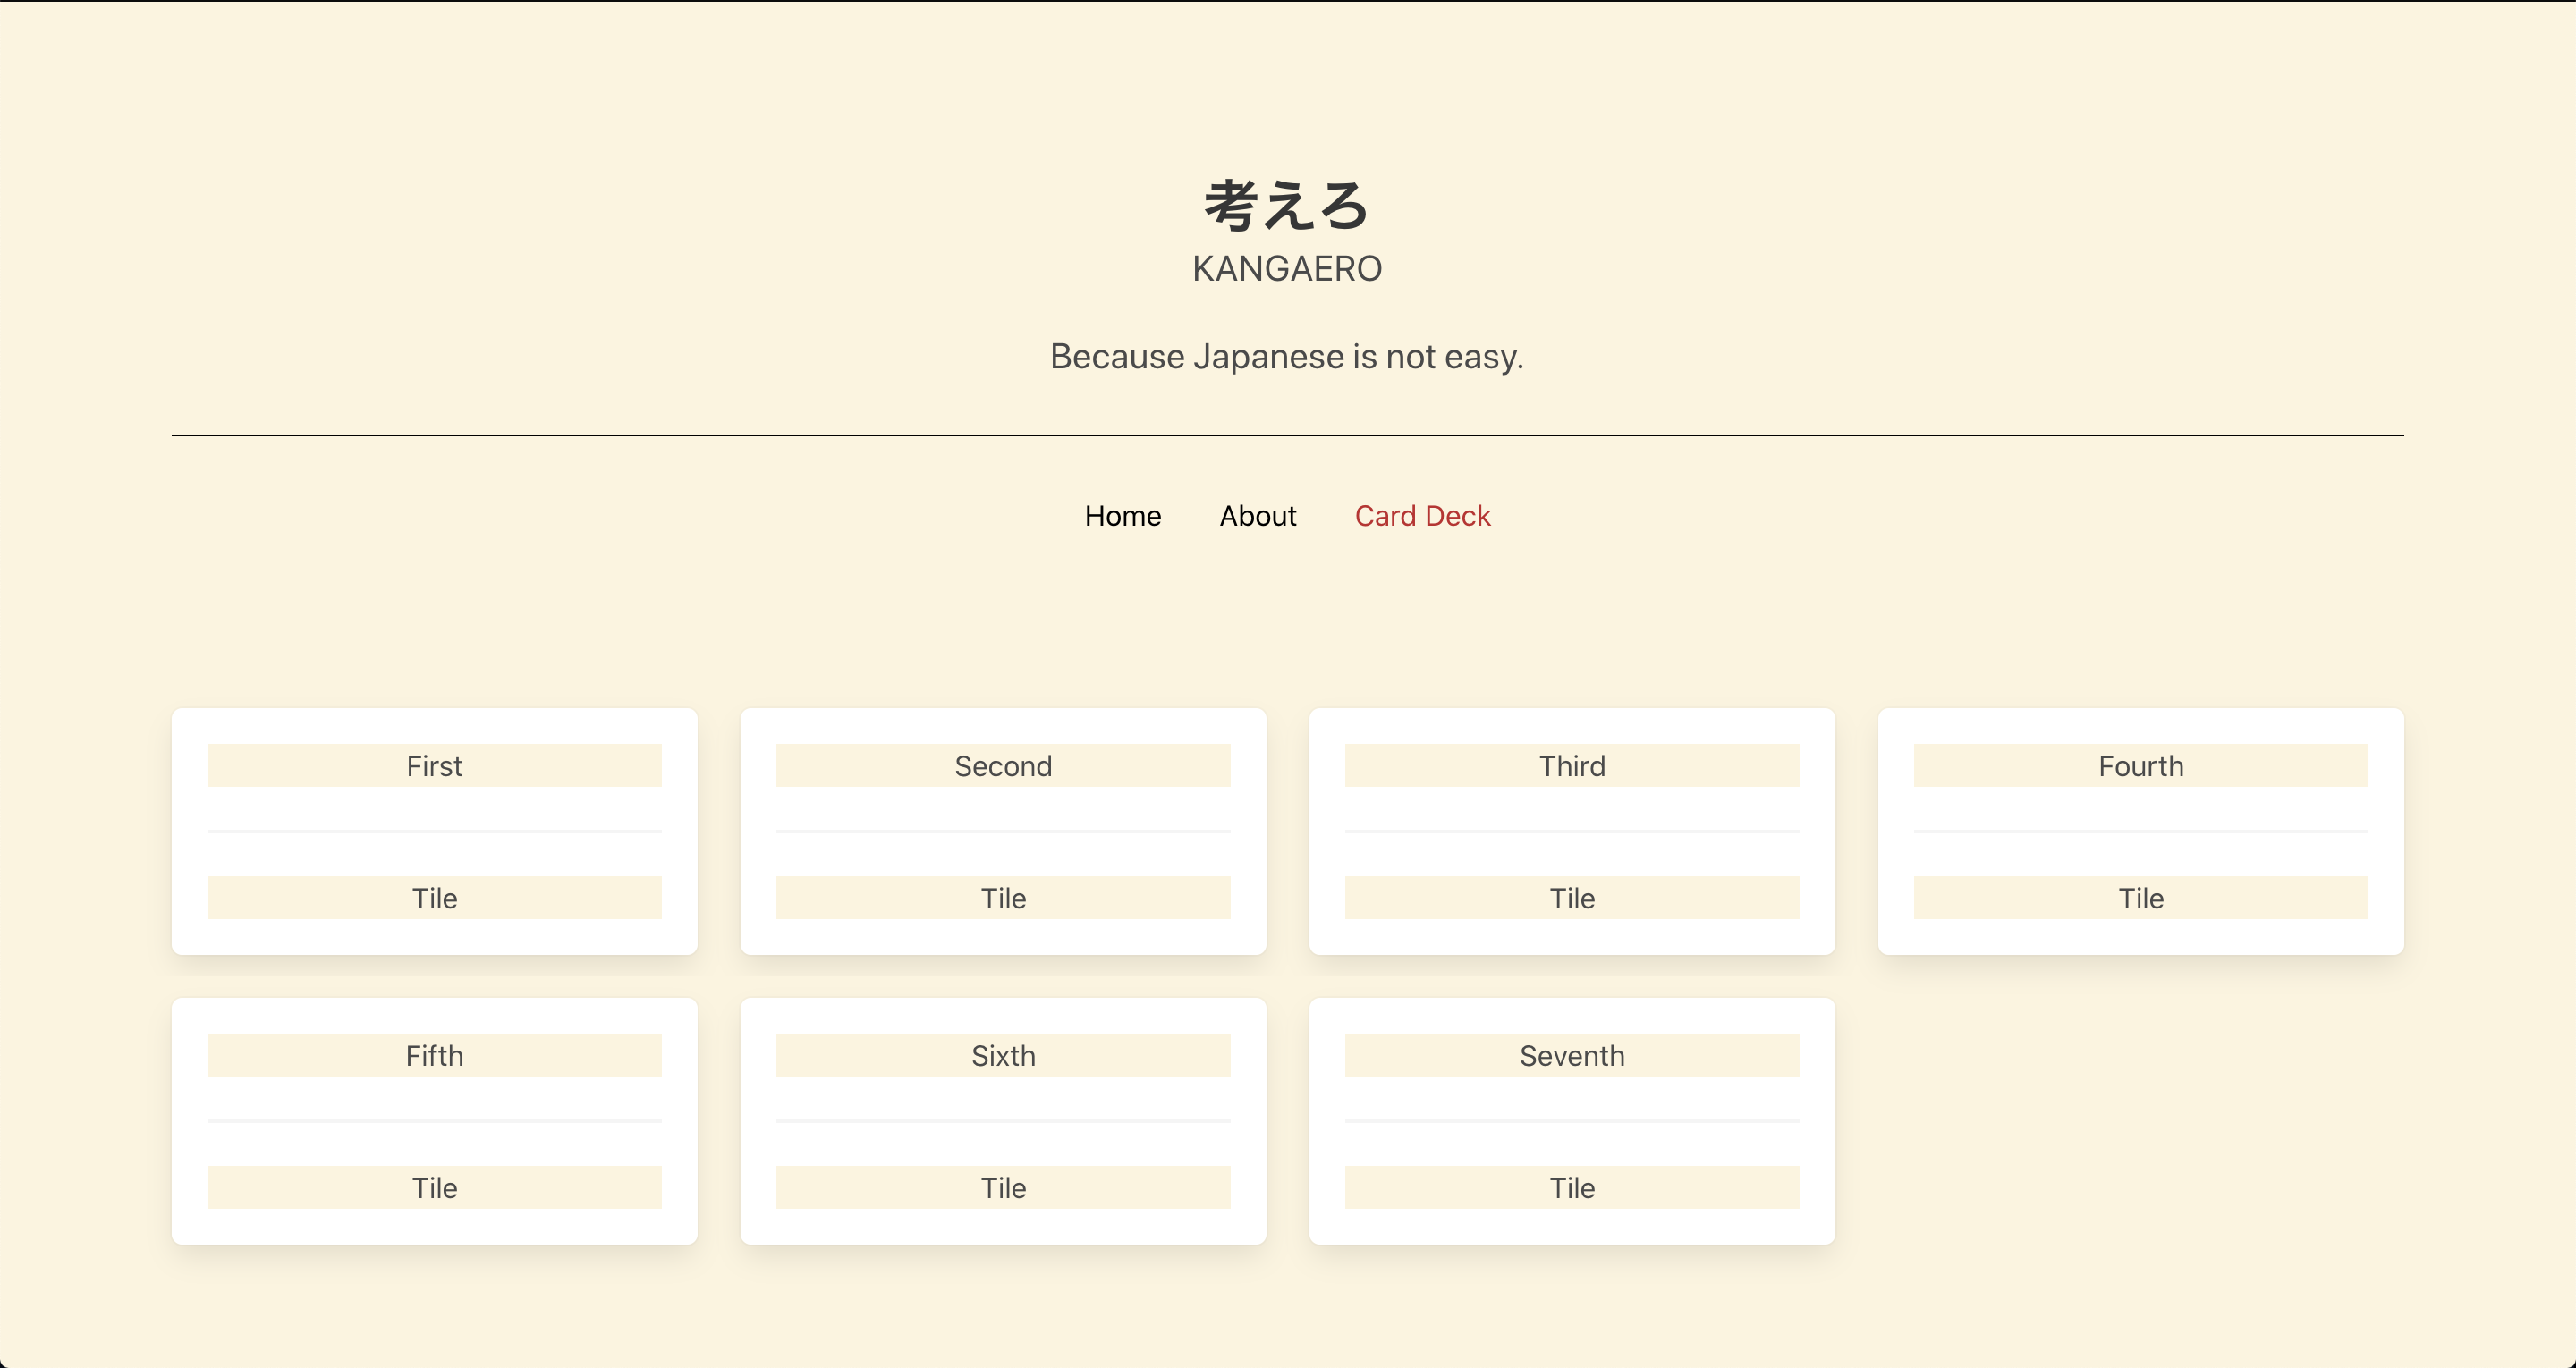 考えろ
KANGAERO
Because Japanese is not easy.
Home About Card Deck
First Second Third Fourth
Tile Tile Tile Tile
Fifth Sixth Seventh
Tile Tile Tile